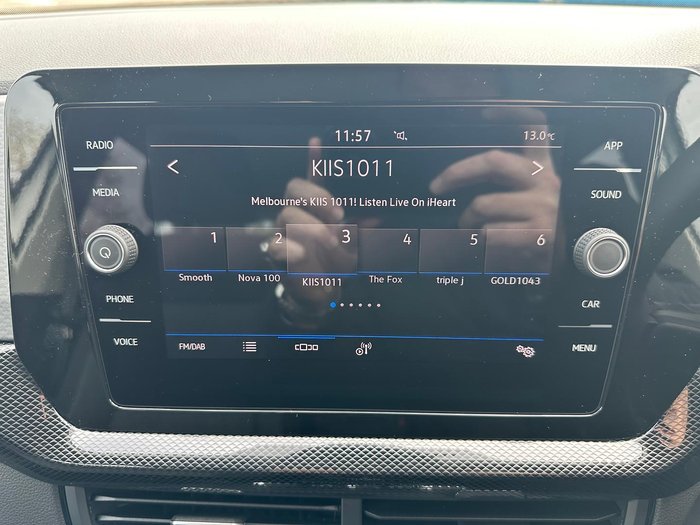 RADIO
MEDIA
PHONE
VOICE
11:57
13.0°C
< KIIS1011 >
Melbourne's KIIS 1011! Listen Live On iHeart
1 2 3 4 5 6
Smooth Nova 100 KIIS1011 The Fox triple j GOLD1043
FM/DAB
APP
SOUND
CAR
MENU